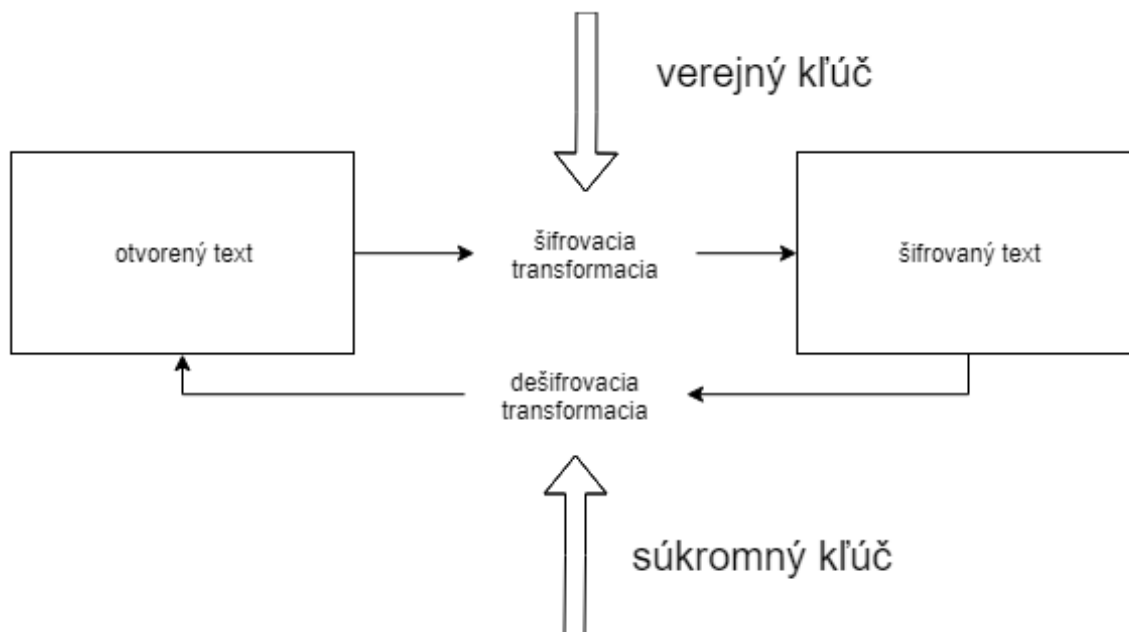 verejný kľúč
otvorený text
šifrovacia
transformacia
šifrovaný text
dešifrovacia
transformacia
súkromný kľúč